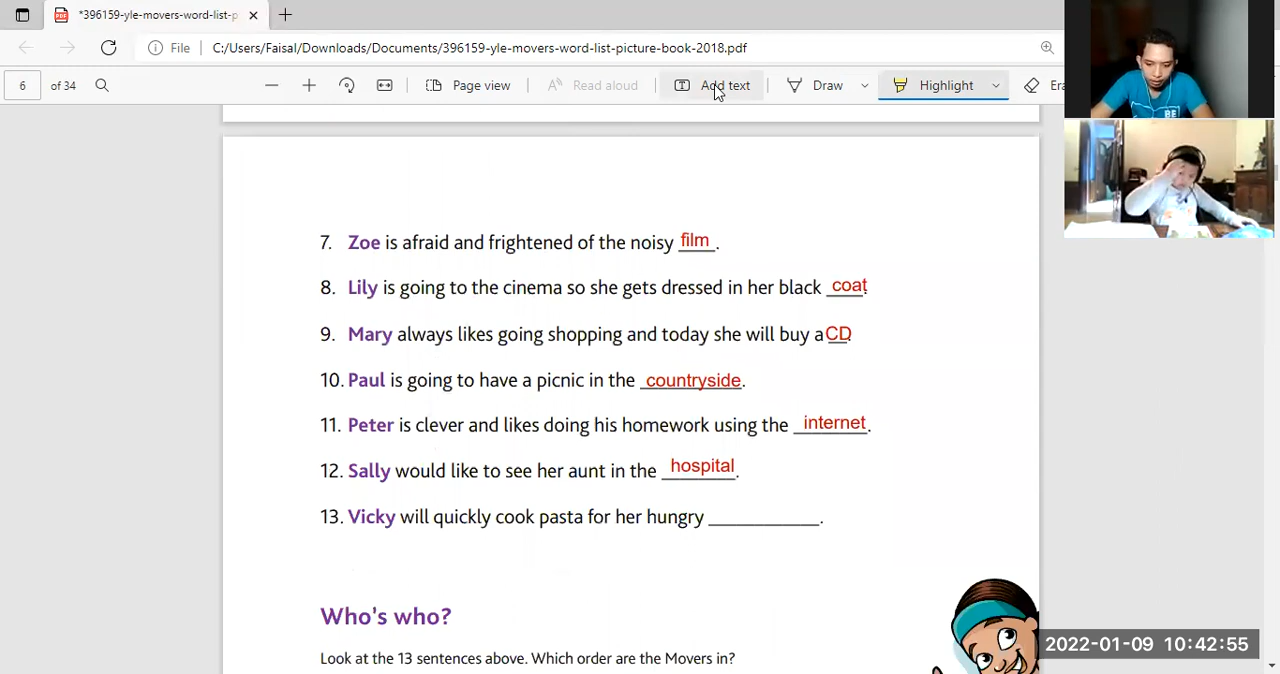 *396159-yle-movers-word-list-p
File C:/Users/Faisal/Downloads/Documents/396159-yle-movers-word-list-picture-book-2018.pdf
6 of 34 Page view Read aloud Add text Draw Highlight Era
7. Zoe is afraid and frightened of the noisy film.
8. Lily is going to the cinema so she gets dressed in her black coat.
9. Mary always likes going shopping and today she will buy a CD.
10. Paul is going to have a picnic in the countryside.
11. Peter is clever and likes doing his homework using the internet.
12. Sally would like to see her aunt in the hospital.
13. Vicky will quickly cook pasta for her hungry ___________.
Who's who?
Look at the 13 sentences above. Which order are the Movers in?
BE
2022-01-09 10:42:55